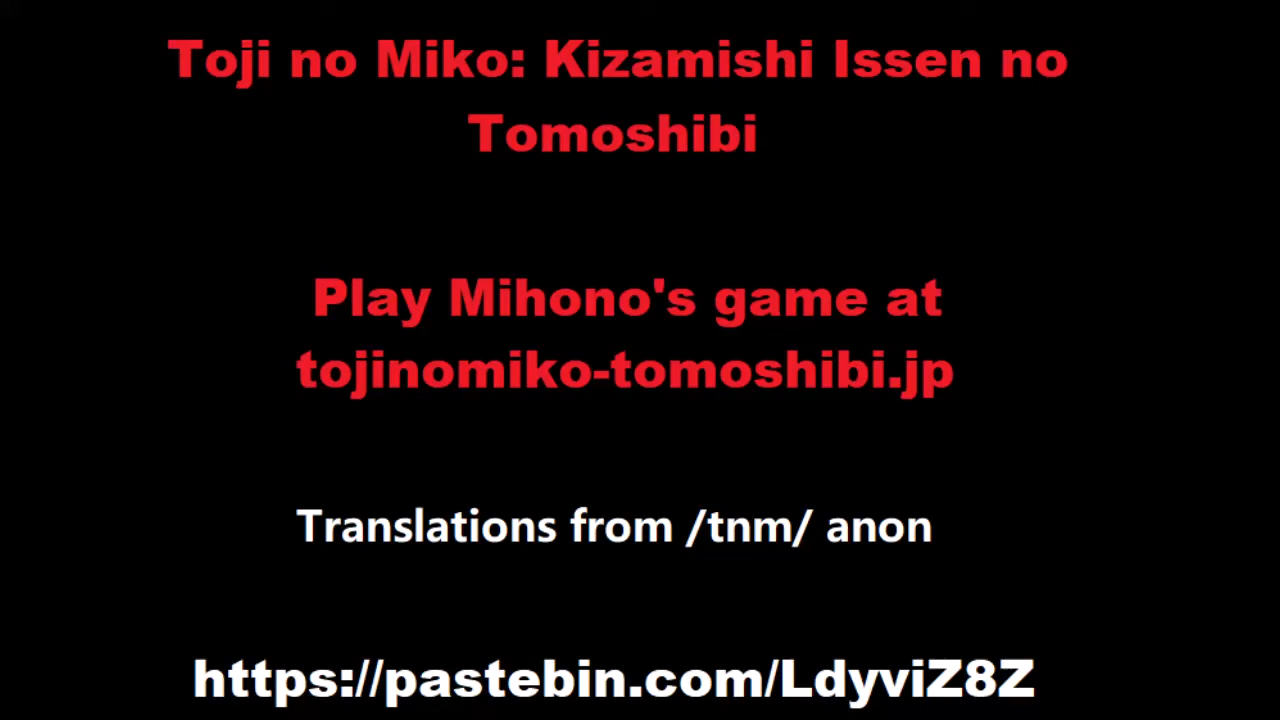 Toji no Miko: Kizamishi Issen no
Tomoshibi
Play Mihono's game at
tojinomiko-tomoshibi.jp
Translations from /tnm/ anon
https://pastebin.com/LdyviZ8Z